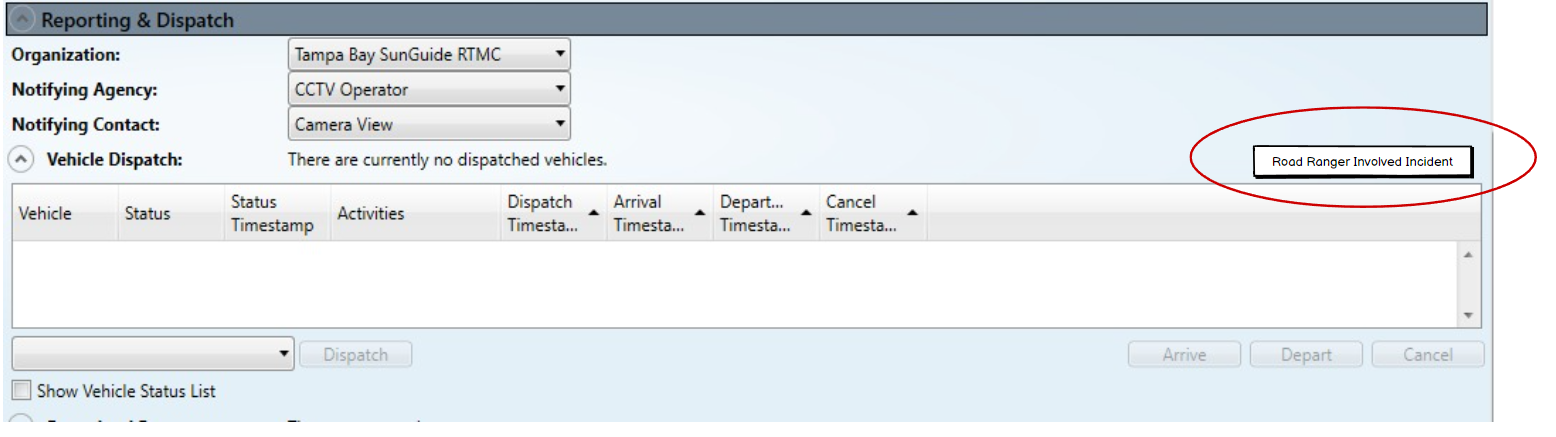 Reporting & Dispatch
Organization: Tampa Bay SunGuide RTMC
Notifying Agency: CCTV Operator
Notifying Contact: Camera View
Vehicle Dispatch: There are currently no dispatched vehicles.
Road Ranger Involved Incident
Vehicle Status Status Timestamp Activities Dispatch Timesta... Arrival Timesta... Depart... Timesta... Cancel Timesta...
Dispatch Arrive Depart Cancel
Show Vehicle Status List